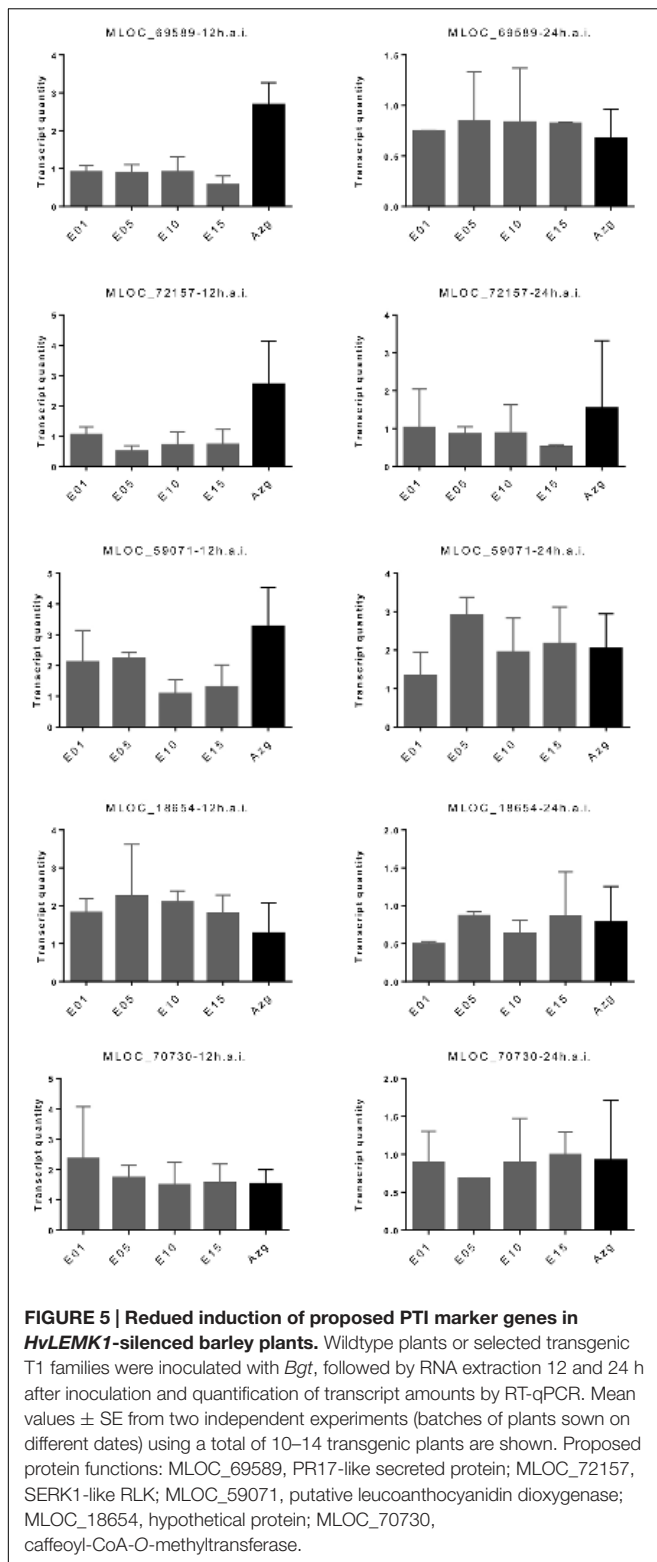 MLOC_69589-12h.a.i.
Transcript quantity
4
3
2
1
0
E01 E05 E10 E15 Azg
MLOC_69589-24h.a.i.
Transcript quantity
1.5
1.0
0.5
0.0
E01 E05 E10 E15 Azg
MLOC_72157-12h.a.i.
Transcript quantity
5
4
3
2
1
0
E01 E05 E10 E15 Azg
MLOC_72157-24h.a.i.
Transcript quantity
4
3
2
1
0
E01 E05 E10 E15 Azg
MLOC_59071-12h.a.i.
Transcript quantity
5
4
3
2
1
0
E01 E05 E10 E15 Azg
MLOC_59071-24h.a.i.
Transcript quantity
4
3
2
1
0
E01 E05 E10 E15 Azg
MLOC_18654-12h.a.i.
Transcript quantity
4
3
2
1
0
E01 E05 E10 E15 Azg
MLOC_18654-24h.a.i.
Transcript quantity
2.0
1.5
1.0
0.5
0.0
E01 E05 E10 E15 Azg
MLOC_70730-12h.a.i.
Transcript quantity
5
4
3
2
1
0
E01 E05 E10 E15 Azg
MLOC_70730-24h.a.i.
Transcript quantity
2.0
1.5
1.0
0.5
0.0
E01 E05 E10 E15 Azg
FIGURE 5 | Redued induction of proposed PTI marker genes in
HvLEMK1-silenced barley plants. Wildtype plants or selected transgenic
T1 families were inoculated with Bgt, followed by RNA extraction 12 and 24 h
after inoculation and quantification of transcript amounts by RT-qPCR. Mean
values ± SE from two independent experiments (batches of plants sown on
different dates) using a total of 10–14 transgenic plants are shown. Proposed
protein functions: MLOC_69589, PR17-like secreted protein; MLOC_72157,
SERK1-like RLK; MLOC_59071, putative leucoanthocyanidin dioxygenase;
MLOC_18654, hypothetical protein; MLOC_70730,
caffeoyl-CoA-O-methyltransferase.